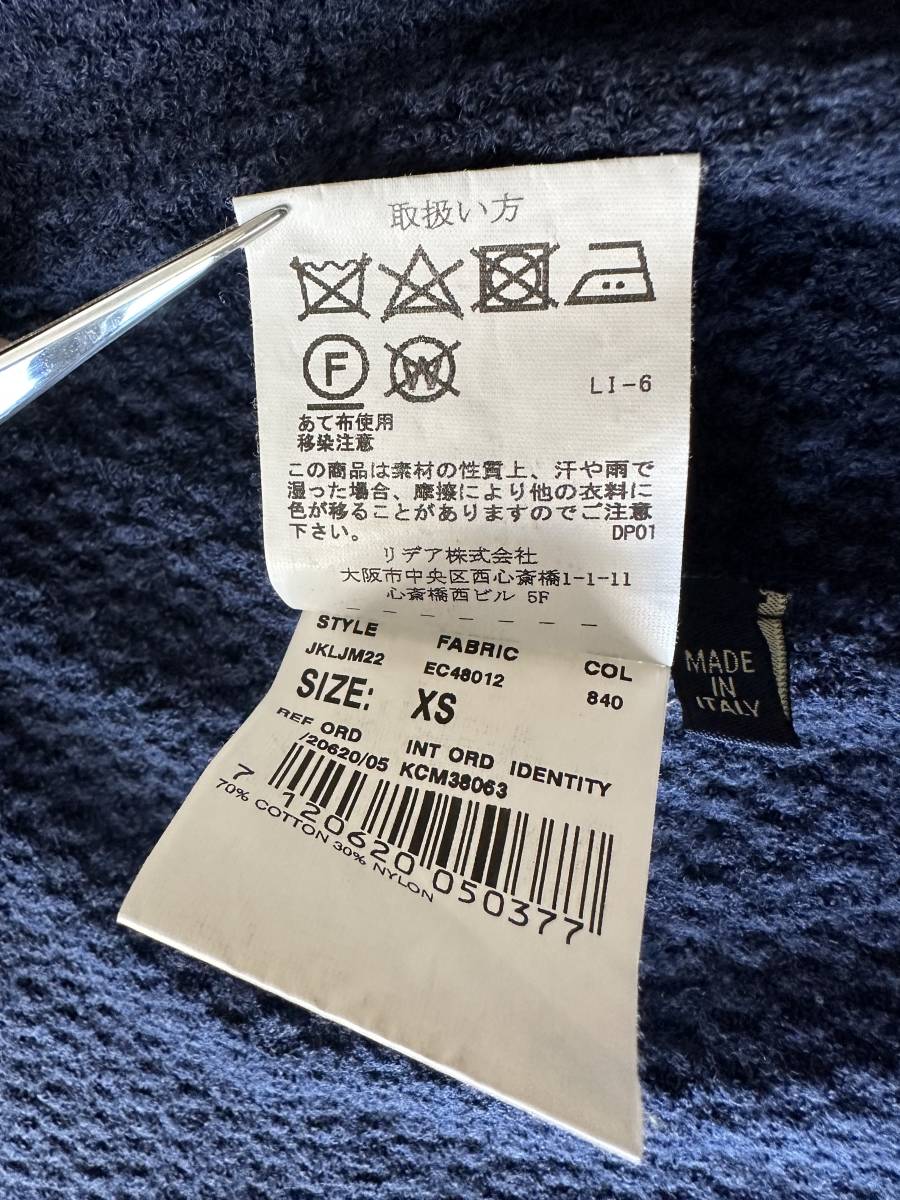 取扱い方
F W
LI-6
あて布使用
移染注意
この商品は素材の性質上、汗や雨で
湿った場合、摩擦により他の衣料に
色が移ることがありますのでご注意
下さい。 DP01
リデア株式会社
大阪市中央区西心斎橋1-1-11
心斎橋西ビル 5F
STYLE FABRIC COL
JKLJM22 EC48012 840
SIZE: XS
REF ORD INT ORD IDENTITY
/20620/05 KCM38063
7 120620 050377
70% COTTON 30% NYLON
MADE
IN
ITALY